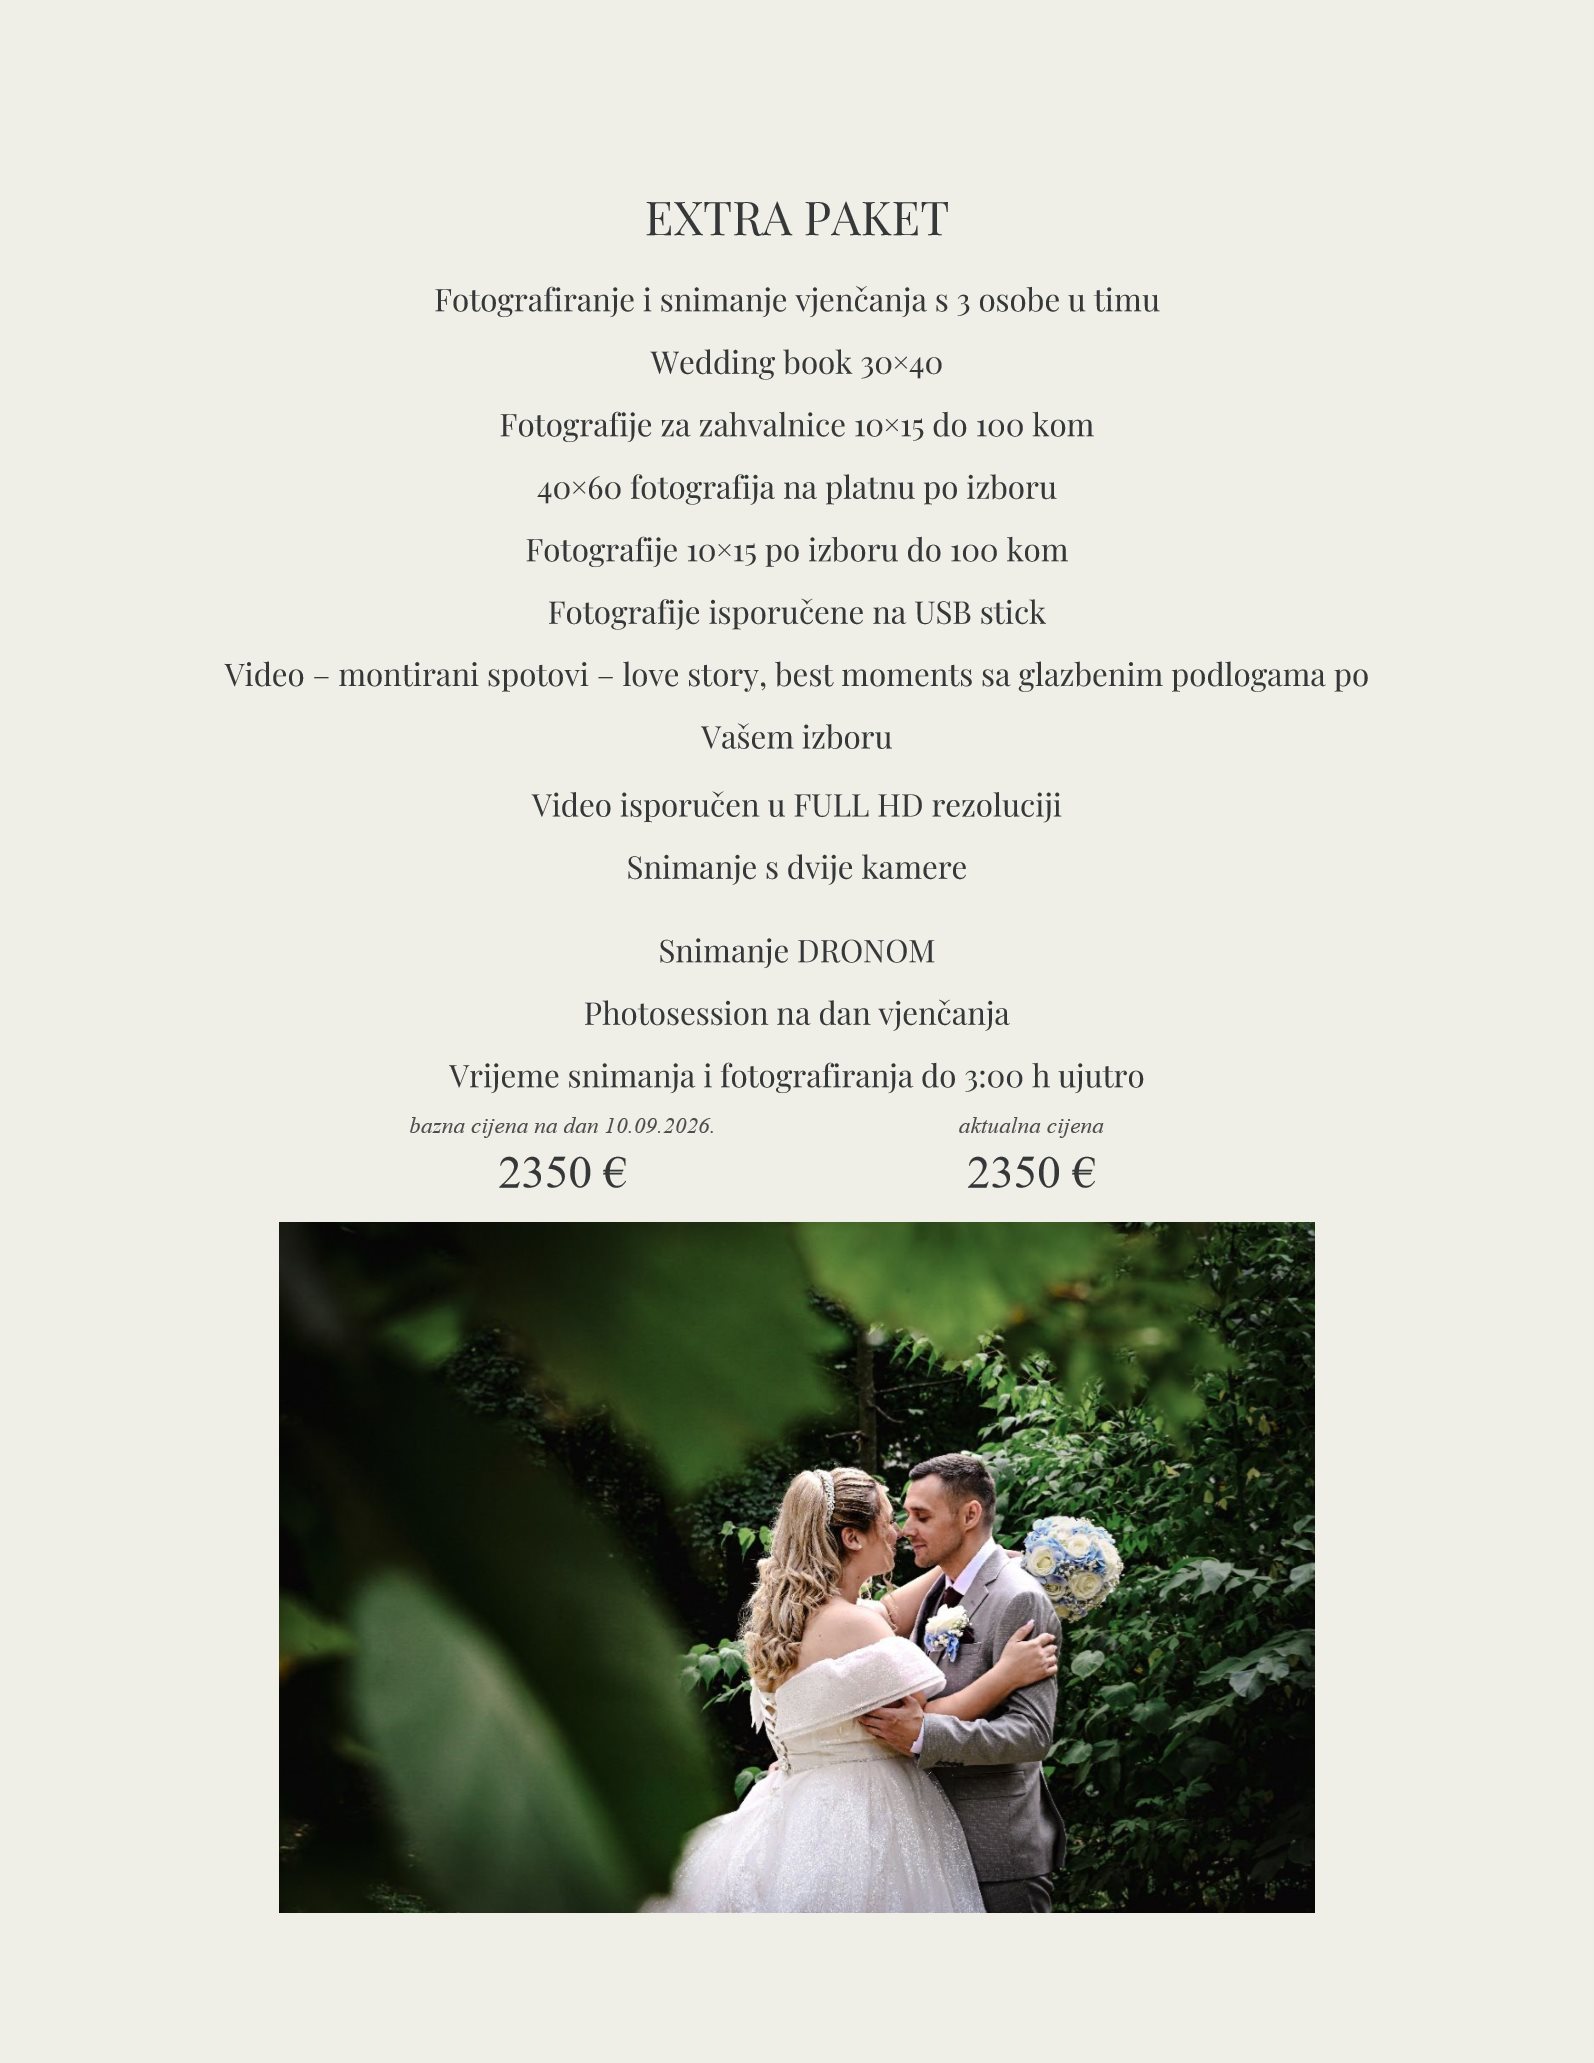 EXTRA PAKET
Fotografiranje i snimanje vjenčanja s 3 osobe u timu
Wedding book 30×40
Fotografije za zahvalnice 10×15 do 100 kom
40×60 fotografija na platnu po izboru
Fotografije 10×15 po izboru do 100 kom
Fotografije isporučene na USB stick
Video – montirani spotovi – love story, best moments sa glazbenim podlogama po
Vašem izboru
Video isporučen u FULL HD rezoluciji
Snimanje s dvije kamere
Snimanje DRONOM
Photosession na dan vjenčanja
Vrijeme snimanja i fotografiranja do 3:00 h ujutro
bazna cijena na dan 10.09.2026.
2350 €
aktualna cijena
2350 €